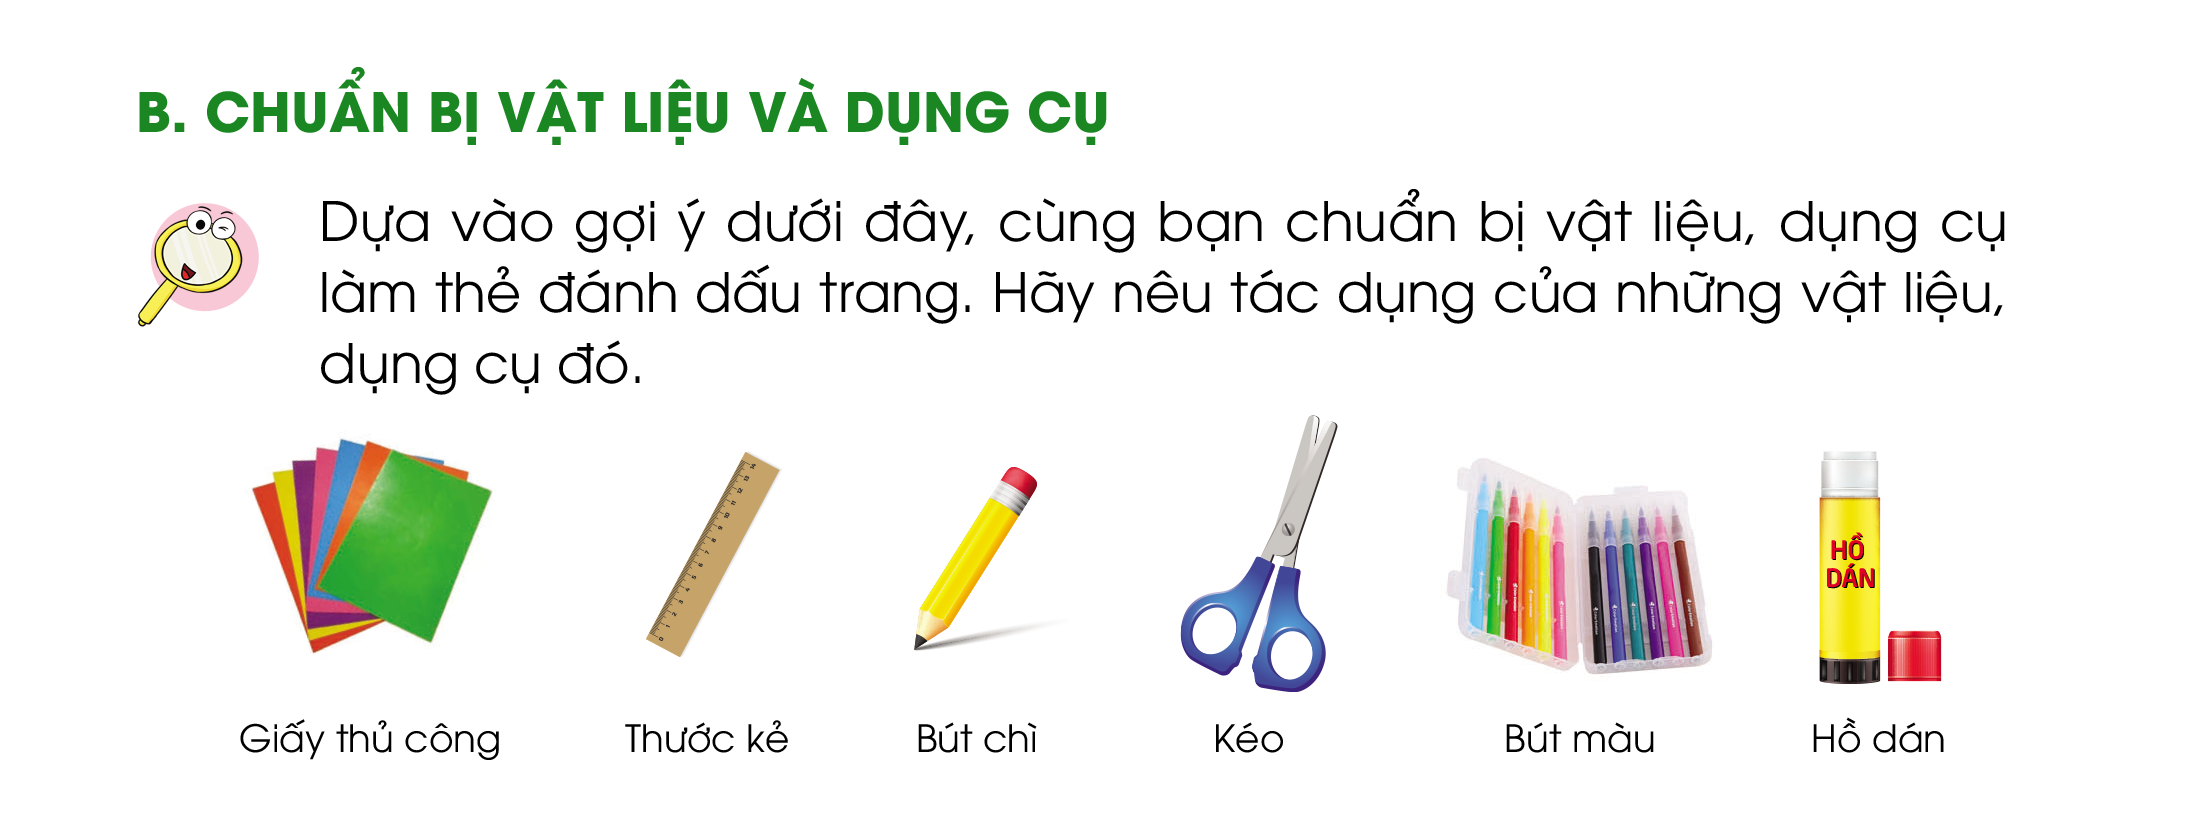 B. CHUẨN BỊ VẬT LIỆU VÀ DỤNG CỤ
Dựa vào gợi ý dưới đây, cùng bạn chuẩn bị vật liệu, dụng cụ
làm thẻ đánh dấu trang. Hãy nêu tác dụng của những vật liệu,
dụng cụ đó.
HỒ
DÁN
Giấy thủ công
Thước kẻ
Bút chì
Kéo
Bút màu
Hồ dán